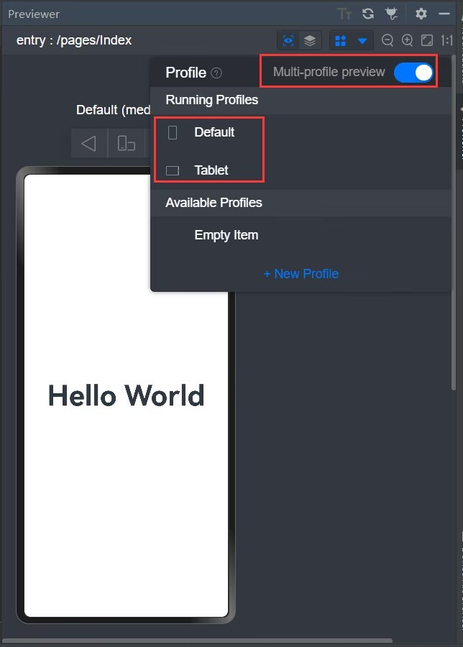 Previewer
Tт
entry : /pages/Index
1:1
Profile ?
Multi-profile preview
Running Profiles
Default (med
Default
Tablet
Available Profiles
Empty Item
+ New Profile
Hello World